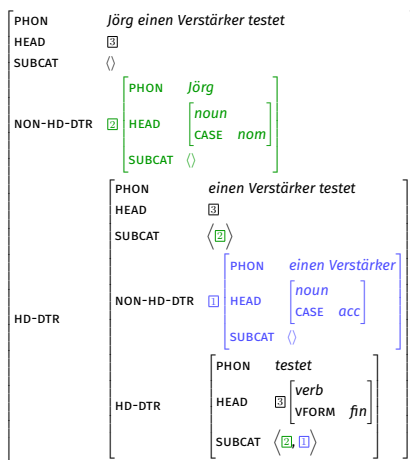 PHON Jörg einen Verstärker testet
HEAD 3
SUBCAT ⟨⟩
PHON Jörg
NON-HD-DTR 2 HEAD noun
CASE nom
SUBCAT ⟨⟩
PHON einen Verstärker testet
HEAD 3
SUBCAT ⟨2⟩
PHON einen Verstärker
NON-HD-DTR 1 HEAD noun
CASE acc
SUBCAT ⟨⟩
HD-DTR
PHON testet
HD-DTR HEAD 3 verb
VFORM fin
SUBCAT ⟨2, 1⟩